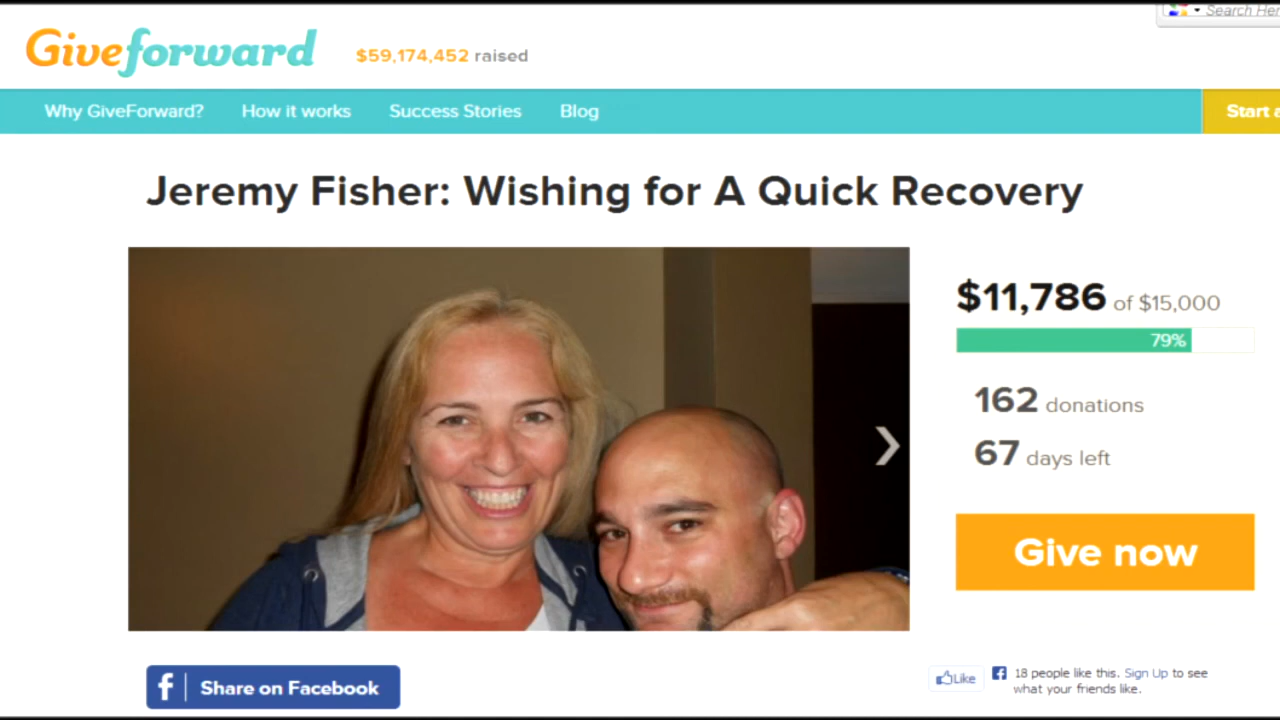 Search Her
Giveforward
$59,174,452 raised
Why GiveForward? How it works Success Stories Blog
Start a
Jeremy Fisher: Wishing for A Quick Recovery
$11,786 of $15,000
79%
162 donations
67 days left
Give now
f Share on Facebook
Like
18 people like this. Sign Up to see
what your friends like.